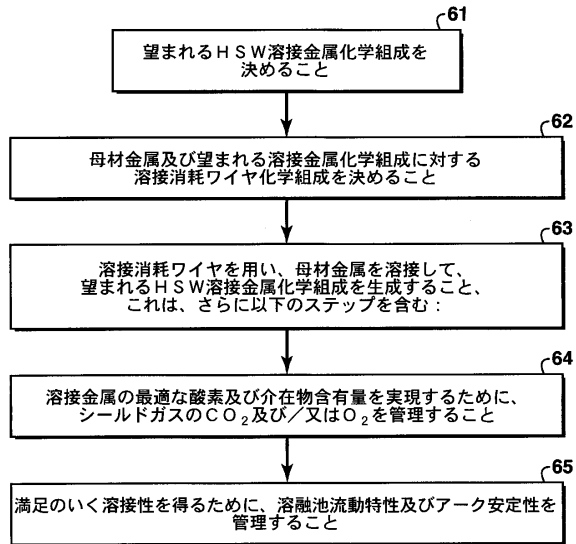 61
望まれるＨＳＷ溶接金属化学組成を
決めること
62
母材金属及び望まれる溶接金属化学組成に対する
溶接消耗ワイヤ化学組成を決めること
63
溶接消耗ワイヤを用い、母材金属を溶接して、
望まれるＨＳＷ溶接金属化学組成を生成すること、
これは、さらに以下のステップを含む：
64
溶接金属の最適な酸素及び介在物含有量を実現するために、
シールドガスのＣＯ₂及び／又はＯ₂を管理すること
65
満足のいく溶接性を得るために、溶融池流動特性及びアーク安定性を
管理すること